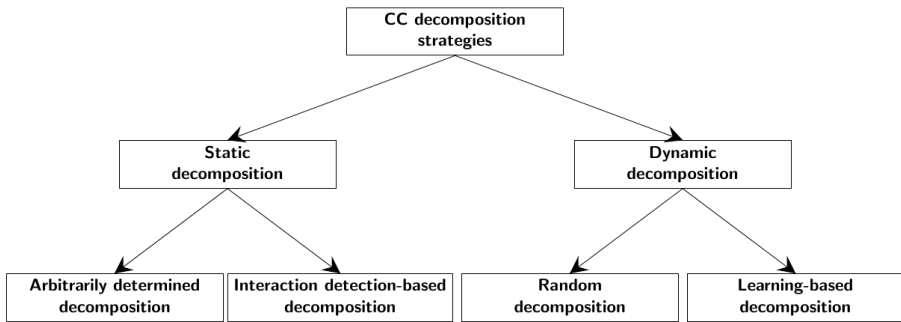 CC decomposition
strategies
Static
decomposition
Dynamic
decomposition
Arbitrarily determined
decomposition
Interaction detection-based
decomposition
Random
decomposition
Learning-based
decomposition